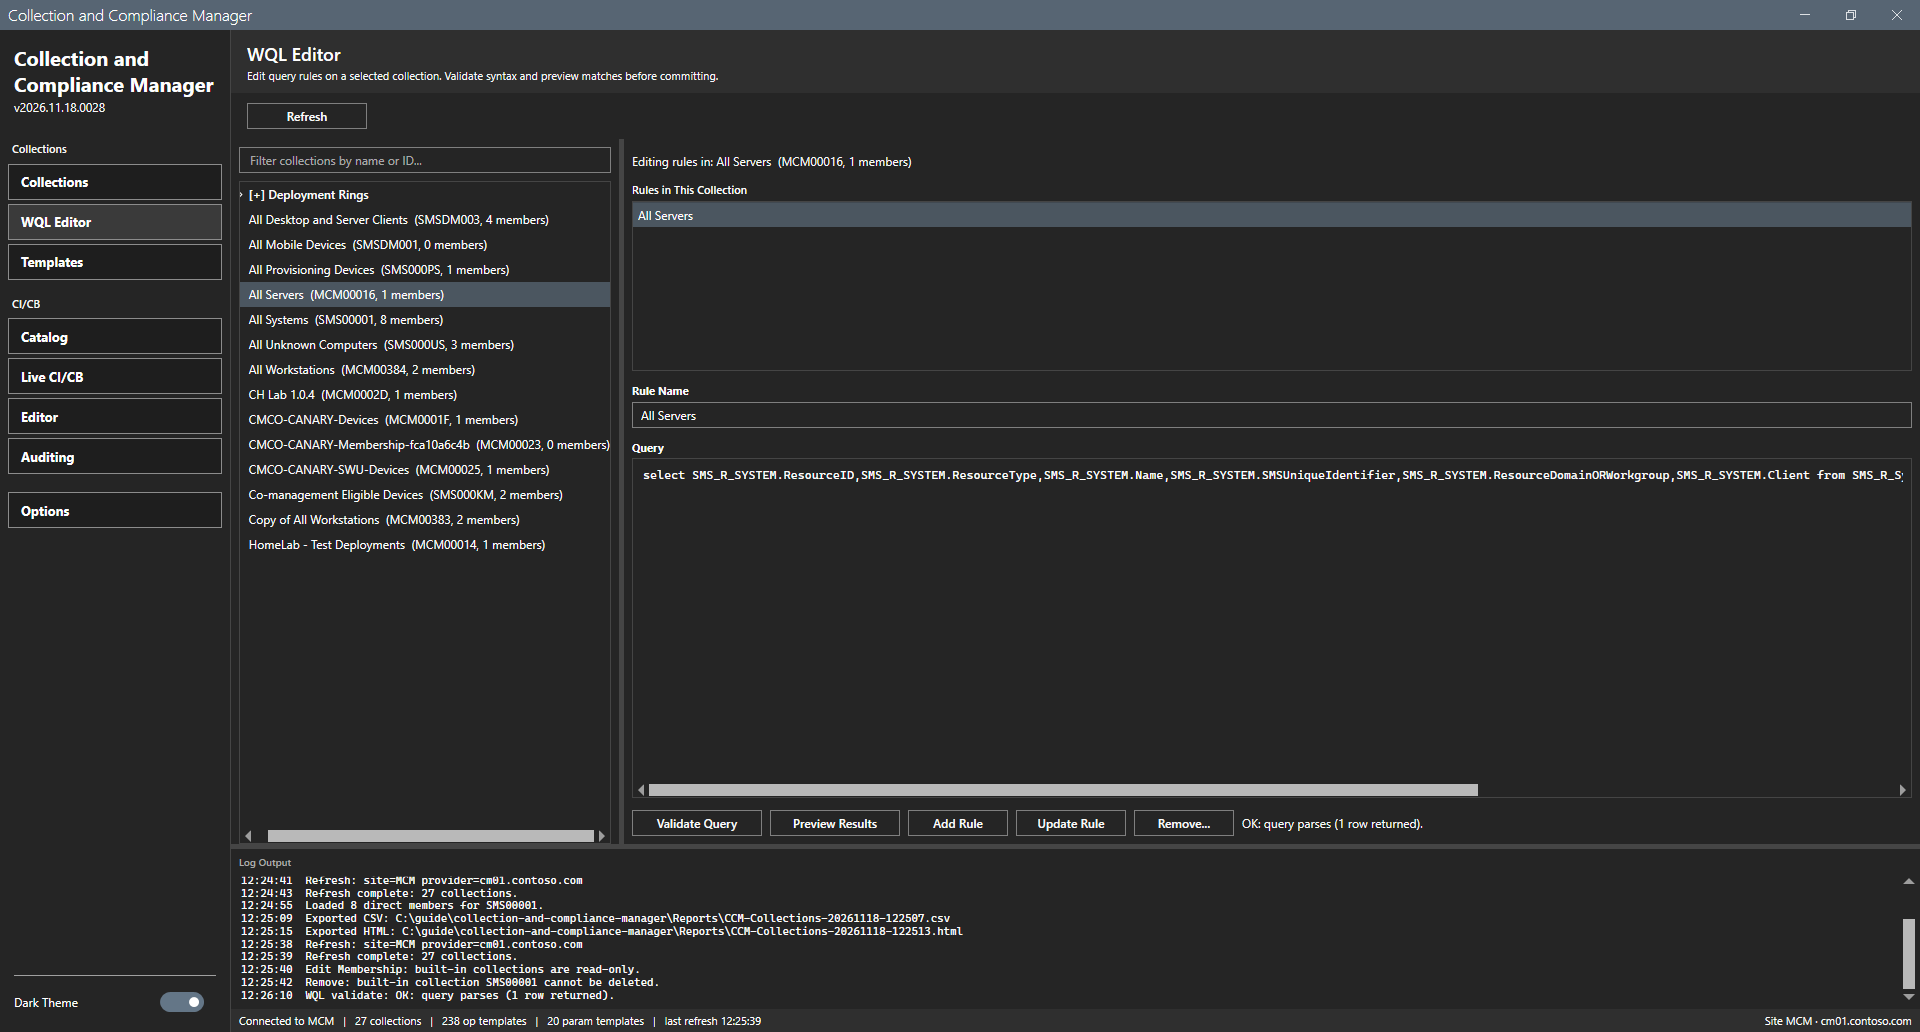 Collection and Compliance Manager
Collection and
Compliance Manager
v2026.11.18.0028
Collections
Collections
WQL Editor
Templates
CI/CB
Catalog
Live CI/CB
Editor
Auditing
Options
Dark Theme
WQL Editor
Edit query rules on a selected collection. Validate syntax and preview matches before committing.
Refresh
Filter collections by name or ID...
[+] Deployment Rings
All Desktop and Server Clients (SMSDM003, 4 members)
All Mobile Devices (SMSDM001, 0 members)
All Provisioning Devices (SMS000PS, 1 members)
All Servers (MCM00016, 1 members)
All Systems (SMS00001, 8 members)
All Unknown Computers (SMS000US, 3 members)
All Workstations (MCM00384, 2 members)
CH Lab 1.0.4 (MCM0002D, 1 members)
CMCO-CANARY-Devices (MCM0001F, 1 members)
CMCO-CANARY-Membership-fca10a6c4b (MCM00023, 0 members)
CMCO-CANARY-SWU-Devices (MCM00025, 1 members)
Co-management Eligible Devices (SMS000KM, 2 members)
Copy of All Workstations (MCM00383, 2 members)
HomeLab - Test Deployments (MCM00014, 1 members)
Editing rules in: All Servers (MCM00016, 1 members)
Rules in This Collection
All Servers
Rule Name
All Servers
Query
select SMS_R_SYSTEM.ResourceID,SMS_R_SYSTEM.ResourceType,SMS_R_SYSTEM.Name,SMS_R_SYSTEM.SMSUniqueIdentifier,SMS_R_SYSTEM.ResourceDomainORWorkgroup,SMS_R_SYSTEM.Client from SMS_R_S
Validate Query
Preview Results
Add Rule
Update Rule
Remove...
OK: query parses (1 row returned).
Log Output
12:24:41 Refresh: site=MCM provider=cm01.contoso.com
12:24:43 Refresh complete: 27 collections.
12:24:55 Loaded 8 direct members for SMS00001.
12:25:09 Exported CSV: C:\guide\collection-and-compliance-manager\Reports\CCM-Collections-20261118-122507.csv
12:25:15 Exported HTML: C:\guide\collection-and-compliance-manager\Reports\CCM-Collections-20261118-122513.html
12:25:38 Refresh: site=MCM provider=cm01.contoso.com
12:25:39 Refresh complete: 27 collections.
12:25:40 Edit Membership: built-in collections are read-only.
12:25:42 Remove: built-in collection SMS00001 cannot be deleted.
12:26:10 WQL validate: OK: query parses (1 row returned).
Connected to MCM | 27 collections | 238 op templates | 20 param templates | last refresh 12:25:39
Site MCM · cm01.contoso.com